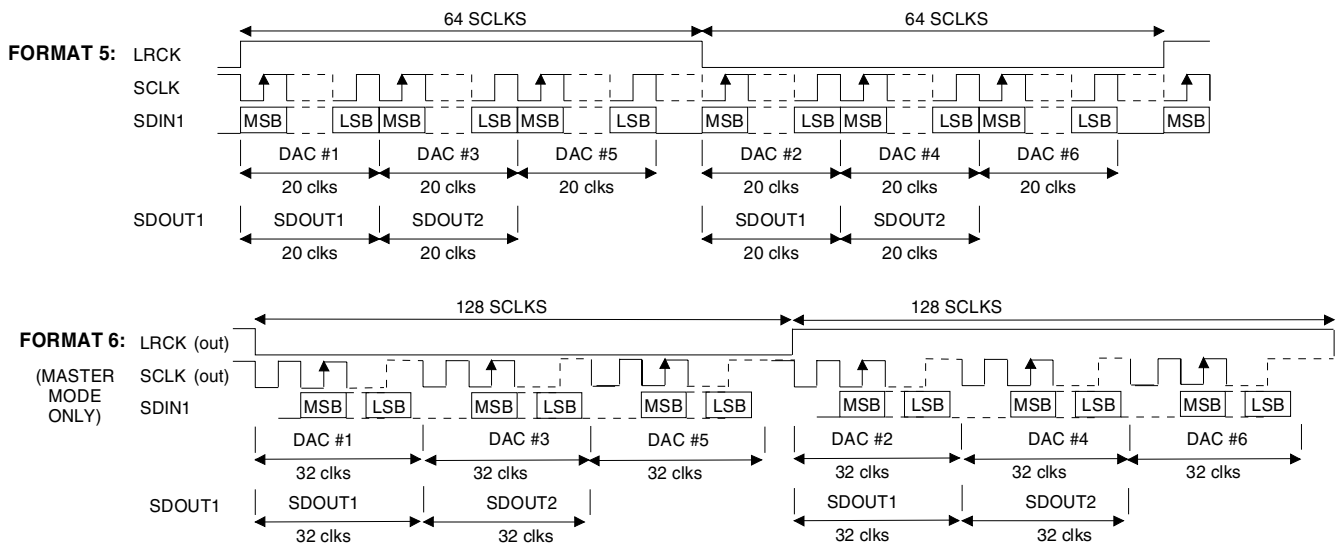 64 SCLKS 64 SCLKS
FORMAT 5: LRCK
SCLK
SDIN1 MSB LSB MSB LSB MSB LSB MSB LSB MSB LSB MSB LSB MSB
DAC #1 DAC #3 DAC #5 DAC #2 DAC #4 DAC #6
20 clks 20 clks 20 clks 20 clks 20 clks 20 clks
SDOUT1 SDOUT1 SDOUT2 SDOUT1 SDOUT2
20 clks 20 clks 20 clks 20 clks
128 SCLKS 128 SCLKS
FORMAT 6: LRCK (out)
(MASTER MODE ONLY) SCLK (out)
SDIN1 MSB LSB MSB LSB MSB LSB MSB LSB MSB LSB MSB LSB
DAC #1 DAC #3 DAC #5 DAC #2 DAC #4 DAC #6
32 clks 32 clks 32 clks 32 clks 32 clks 32 clks
SDOUT1 SDOUT1 SDOUT2 SDOUT1 SDOUT2
32 clks 32 clks 32 clks 32 clks